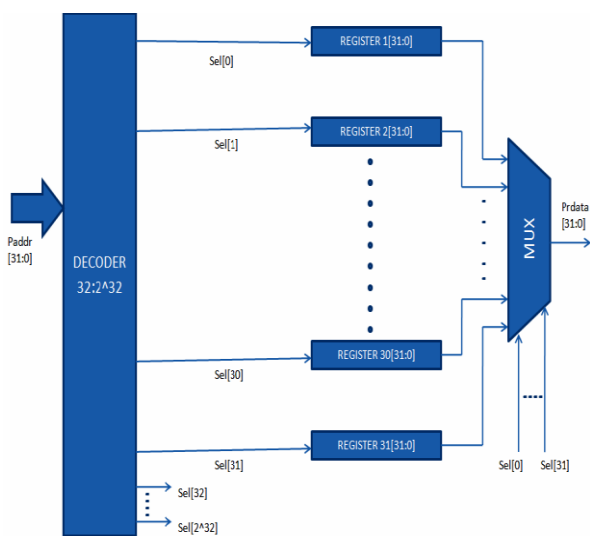 REGISTER 1[31:0]
Sel[0]
REGISTER 2[31:0]
Sel[1]
Paddr
[31:0]
DECODER
32:2^32
MUX
Prdata
[31:0]
REGISTER 30[31:0]
Sel[30]
REGISTER 31[31:0]
Sel[31]
Sel[0]
Sel[31]
Sel[32]
Sel[2^32]